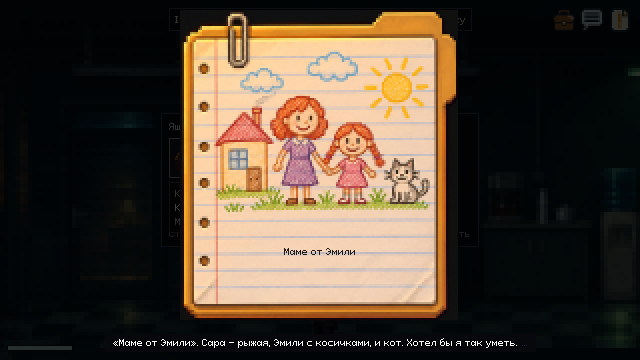 Маме от Эмили
«Маме от Эмили». Сара – рыжая, Эмили с косичками, и кот. Хотел бы я так уметь.